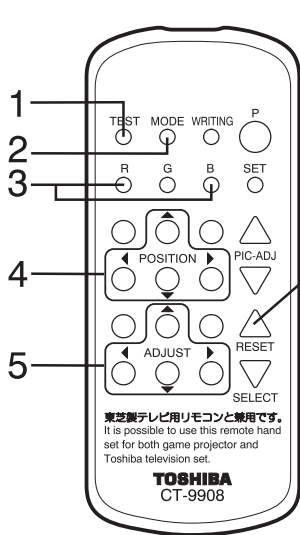 1
TEST MODE WRITING P
2
R G B SET
3
POSITION PIC-ADJ
4
ADJUST RESET
5
SELECT
東芝製テレビ用リモコンと兼用です。
It is possible to use this remote hand
set for both game projector and
Toshiba television set.
TOSHIBA
CT-9908